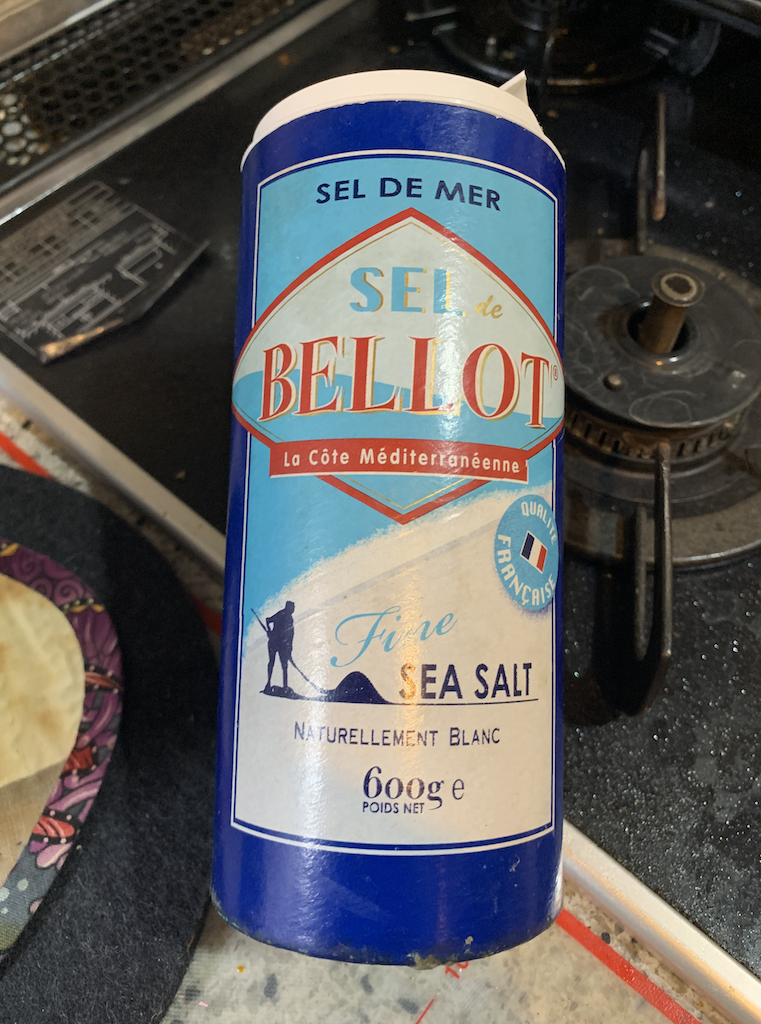 SEL DE MER
SEL de
BELLOT®
La Côte Méditerranéenne
QUALITÉ
FRANÇAISE
Fine
SEA SALT
NATURELLEMENT BLANC
600g e
POIDS NET